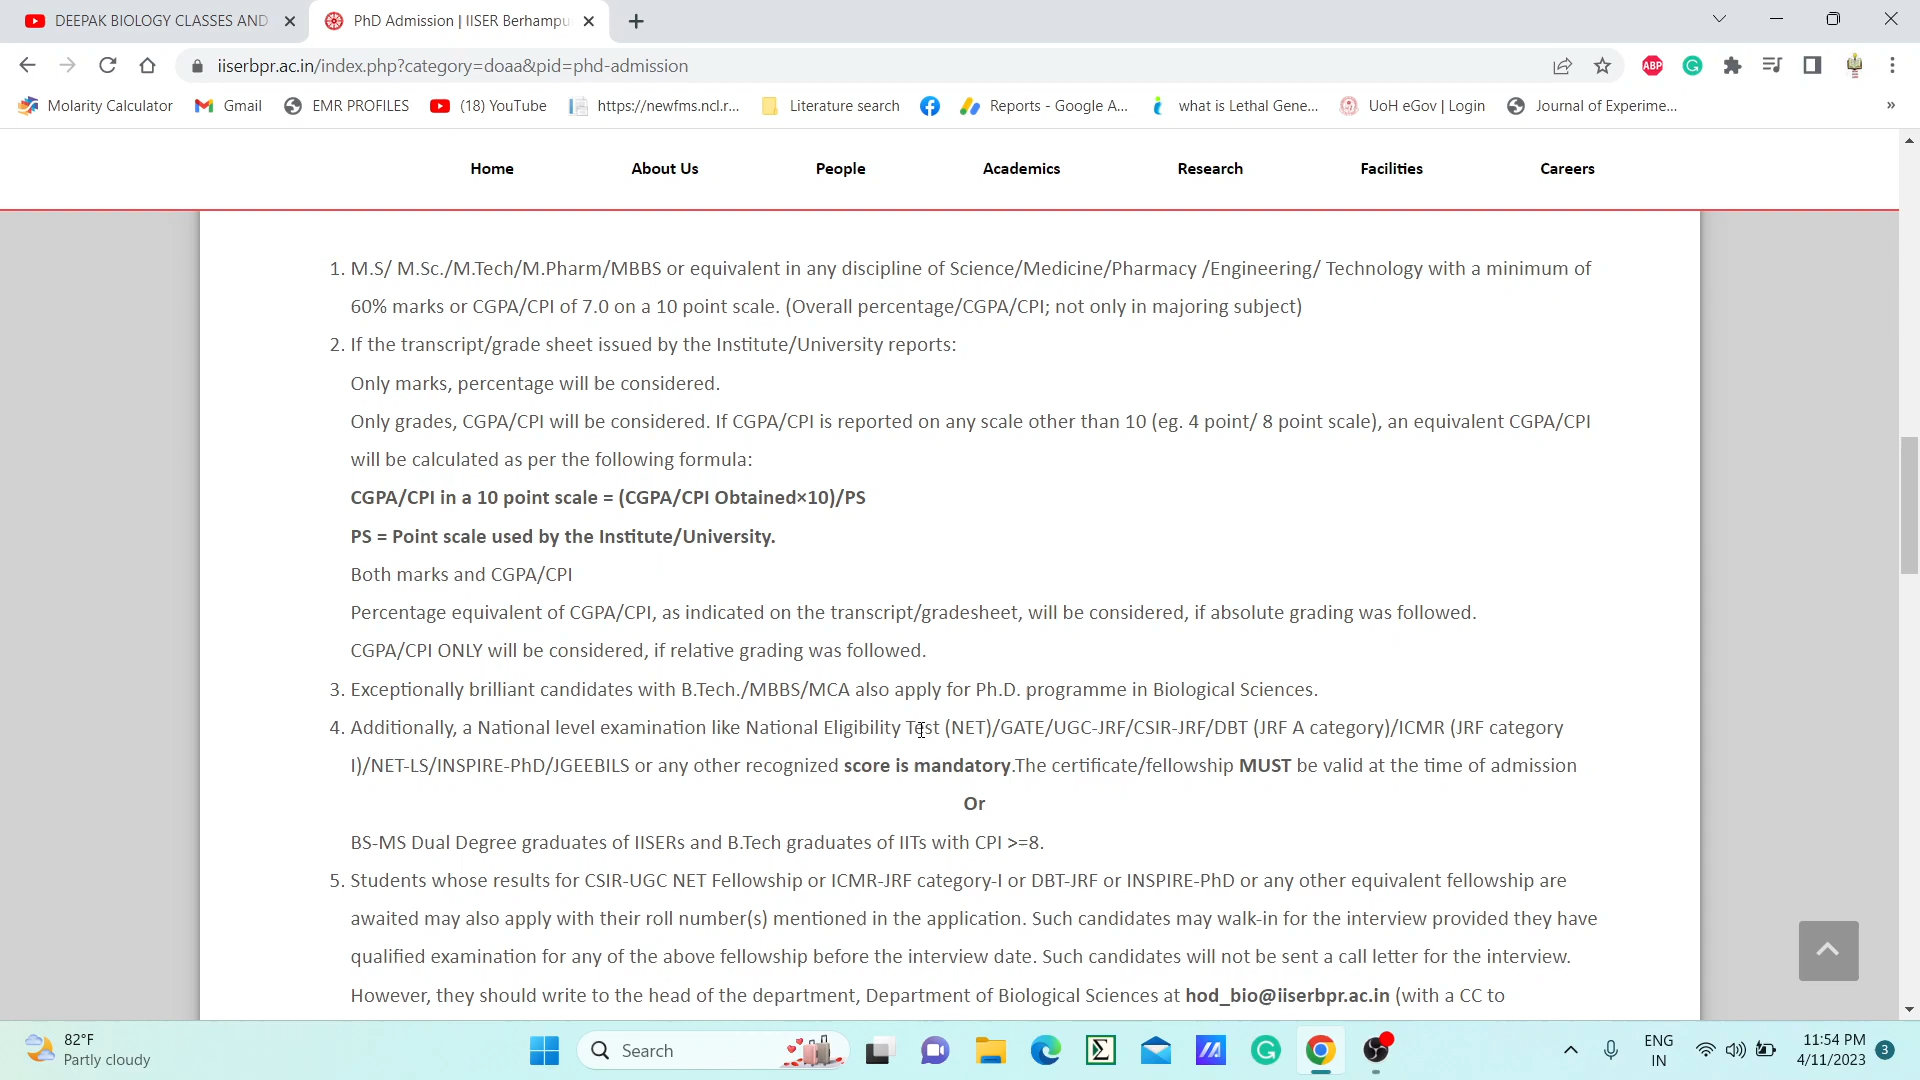 DEEPAK BIOLOGY CLASSES AND
PhD Admission | IISER Berhampu
iiserbpr.ac.in/index.php?category=doaa&pid=phd-admission
ABP
Molarity Calculator
Gmail
EMR PROFILES
(18) YouTube
https://newfms.ncl.r...
Literature search
Reports - Google A...
what is Lethal Gene...
UoH eGov | Login
Journal of Experime...
»
Home
About Us
People
Academics
Research
Facilities
Careers
1. M.S/ M.Sc./M.Tech/M.Pharm/MBBS or equivalent in any discipline of Science/Medicine/Pharmacy /Engineering/ Technology with a minimum of
60% marks or CGPA/CPI of 7.0 on a 10 point scale. (Overall percentage/CGPA/CPI; not only in majoring subject)
2. If the transcript/grade sheet issued by the Institute/University reports:
Only marks, percentage will be considered.
Only grades, CGPA/CPI will be considered. If CGPA/CPI is reported on any scale other than 10 (eg. 4 point/ 8 point scale), an equivalent CGPA/CPI
will be calculated as per the following formula:
CGPA/CPI in a 10 point scale = (CGPA/CPI Obtained×10)/PS
PS = Point scale used by the Institute/University.
Both marks and CGPA/CPI
Percentage equivalent of CGPA/CPI, as indicated on the transcript/gradesheet, will be considered, if absolute grading was followed.
CGPA/CPI ONLY will be considered, if relative grading was followed.
3. Exceptionally brilliant candidates with B.Tech./MBBS/MCA also apply for Ph.D. programme in Biological Sciences.
4. Additionally, a National level examination like National Eligibility Test (NET)/GATE/UGC-JRF/CSIR-JRF/DBT (JRF A category)/ICMR (JRF category
I)/NET-LS/INSPIRE-PhD/JGEEBILS or any other recognized score is mandatory.The certificate/fellowship MUST be valid at the time of admission
Or
BS-MS Dual Degree graduates of IISERs and B.Tech graduates of IITs with CPI >=8.
5. Students whose results for CSIR-UGC NET Fellowship or ICMR-JRF category-I or DBT-JRF or INSPIRE-PhD or any other equivalent fellowship are
awaited may also apply with their roll number(s) mentioned in the application. Such candidates may walk-in for the interview provided they have
qualified examination for any of the above fellowship before the interview date. Such candidates will not be sent a call letter for the interview.
However, they should write to the head of the department, Department of Biological Sciences at hod_bio@iiserbpr.ac.in (with a CC to
82°F
Partly cloudy
Search
ENG
IN
11:54 PM
4/11/2023
3